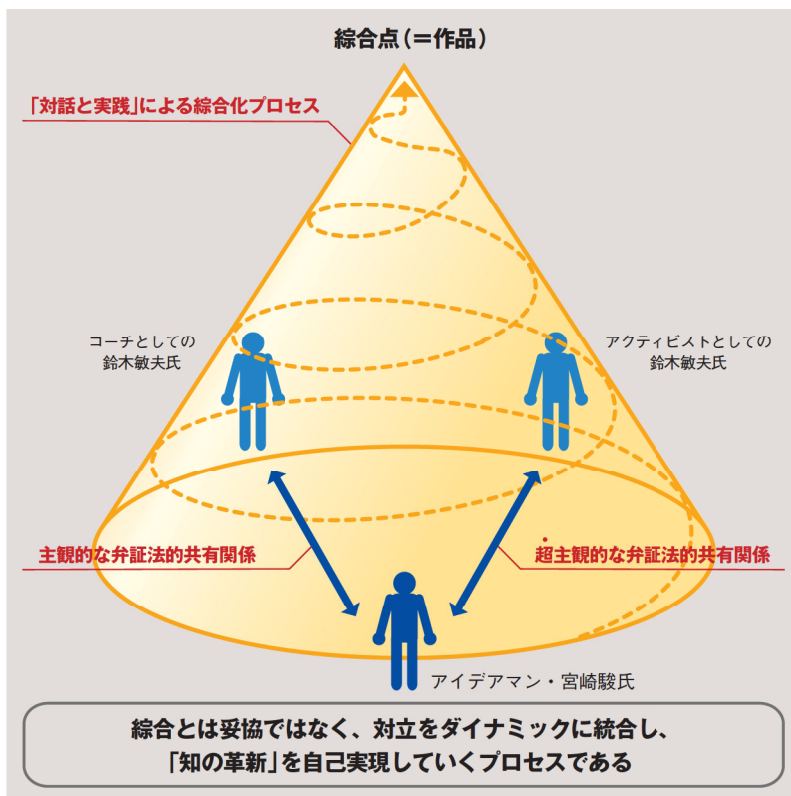 綜合点(=作品)
「対話と実践」による綜合化プロセス
コーチとしての
鈴木敏夫氏
アクティビストとしての
鈴木敏夫氏
主観的な弁証法的共有関係
超主観的な弁証法的共有関係
アイデアマン・宮崎駿氏
綜合とは妥協ではなく、対立をダイナミックに統合し、
「知の革新」を自己実現していくプロセスである